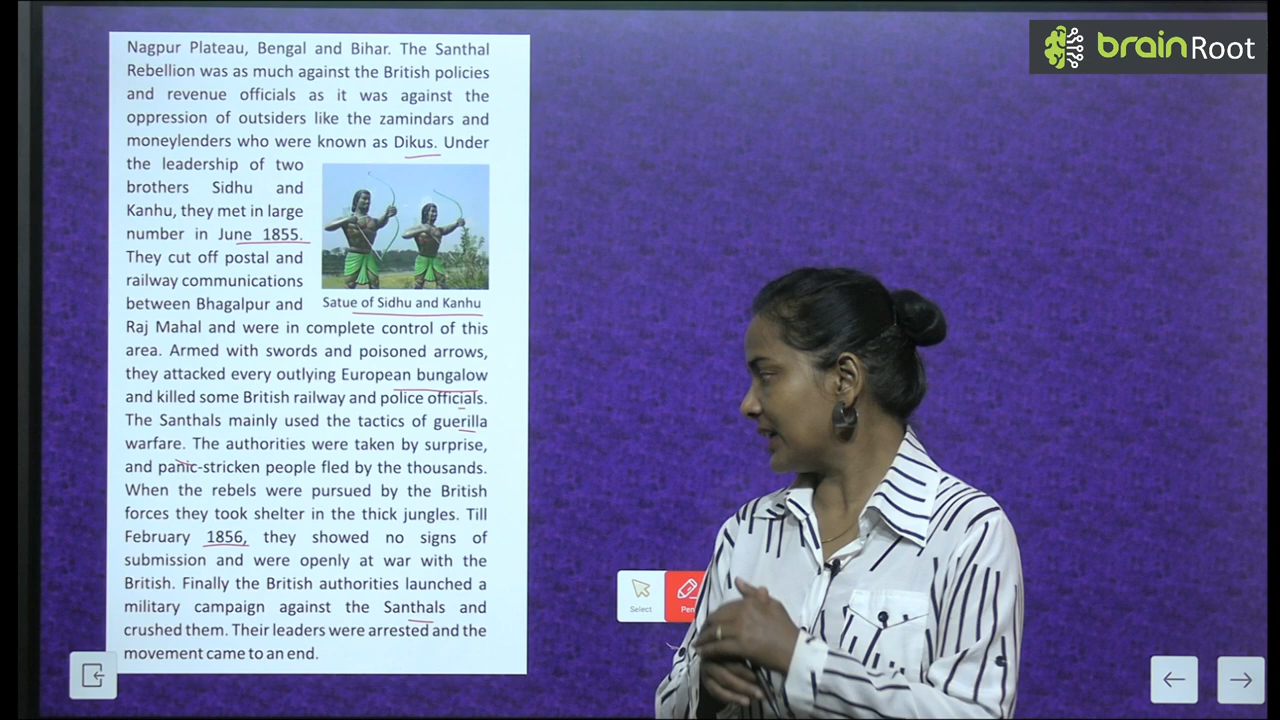 brainRoot
Nagpur Plateau, Bengal and Bihar. The Santhal
Rebellion was as much against the British policies
and revenue officials as it was against the
oppression of outsiders like the zamindars and
moneylenders who were known as Dikus. Under
the leadership of two
brothers Sidhu and
Kanhu, they met in large
number in June 1855.
They cut off postal and
railway communications
between Bhagalpur and
Satue of Sidhu and Kanhu
Raj Mahal and were in complete control of this
area. Armed with swords and poisoned arrows,
they attacked every outlying European bungalow
and killed some British railway and police officials.
The Santhals mainly used the tactics of guerilla
warfare. The authorities were taken by surprise,
and panic-stricken people fled by the thousands.
When the rebels were pursued by the British
forces they took shelter in the thick jungles. Till
February 1856, they showed no signs of
submission and were openly at war with the
British. Finally the British authorities launched a
military campaign against the Santhals and
crushed them. Their leaders were arrested and the
movement came to an end.
Select
Pen